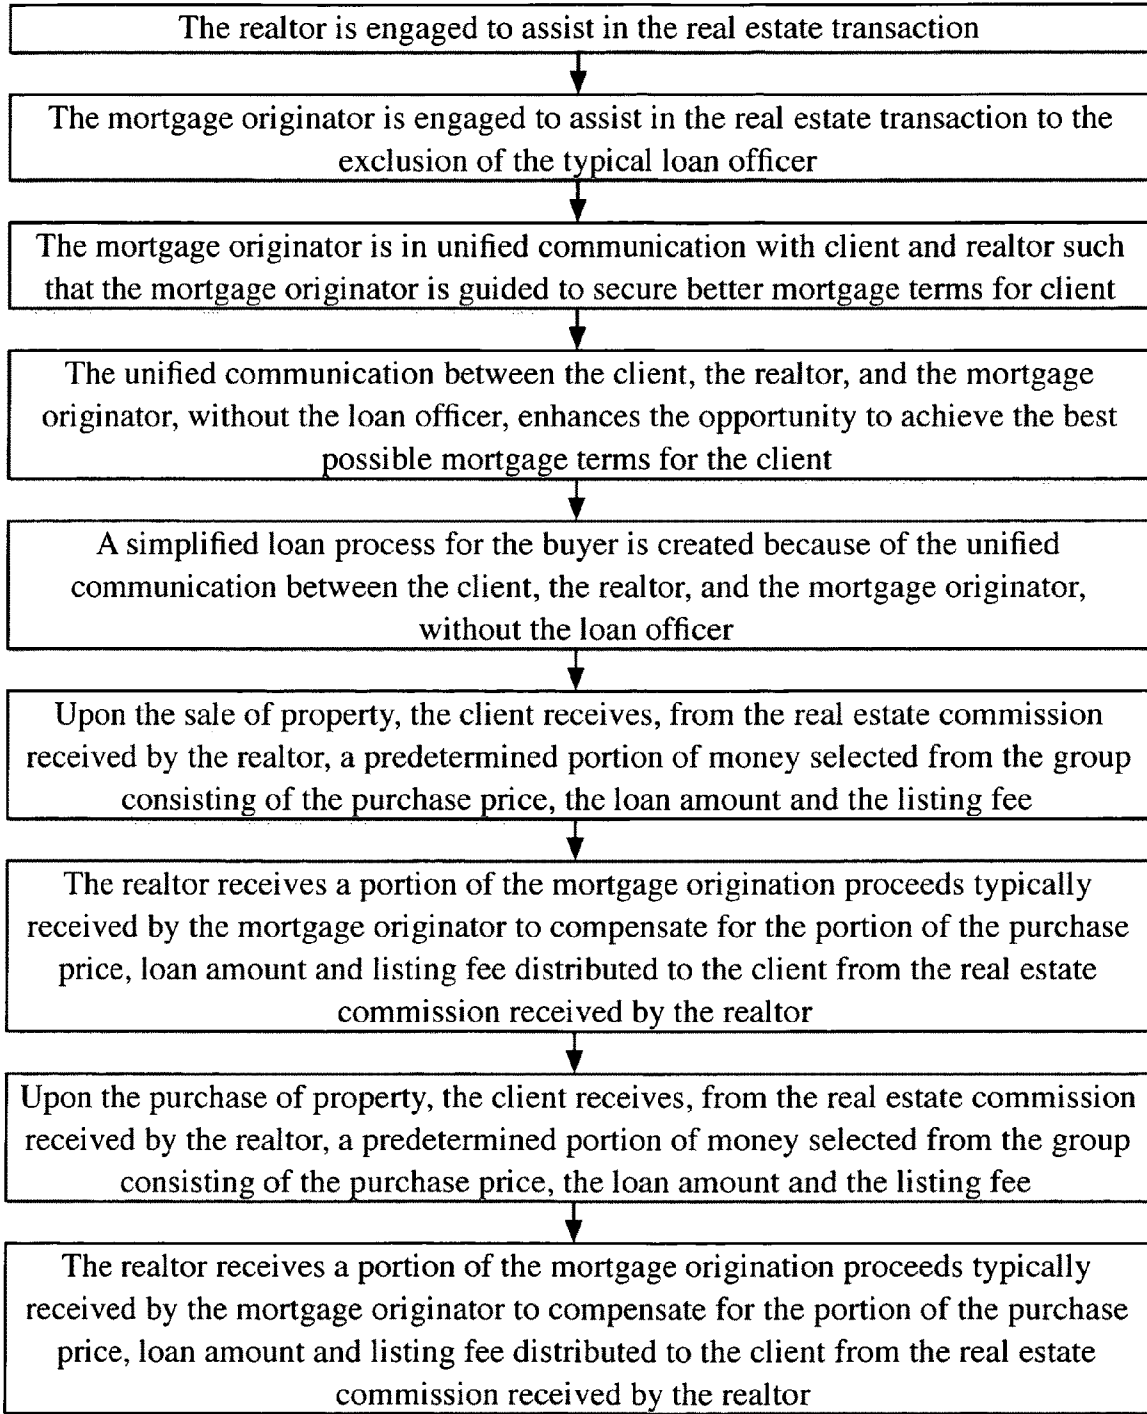 The realtor is engaged to assist in the real estate transaction
The mortgage originator is engaged to assist in the real estate transaction to the
exclusion of the typical loan officer
The mortgage originator is in unified communication with client and realtor such
that the mortgage originator is guided to secure better mortgage terms for client
The unified communication between the client, the realtor, and the mortgage
originator, without the loan officer, enhances the opportunity to achieve the best
possible mortgage terms for the client
A simplified loan process for the buyer is created because of the unified
communication between the client, the realtor, and the mortgage originator,
without the loan officer
Upon the sale of property, the client receives, from the real estate commission
received by the realtor, a predetermined portion of money selected from the group
consisting of the purchase price, the loan amount and the listing fee
The realtor receives a portion of the mortgage origination proceeds typically
received by the mortgage originator to compensate for the portion of the purchase
price, loan amount and listing fee distributed to the client from the real estate
commission received by the realtor
Upon the purchase of property, the client receives, from the real estate commission
received by the realtor, a predetermined portion of money selected from the group
consisting of the purchase price, the loan amount and the listing fee
The realtor receives a portion of the mortgage origination proceeds typically
received by the mortgage originator to compensate for the portion of the purchase
price, loan amount and listing fee distributed to the client from the real estate
commission received by the realtor